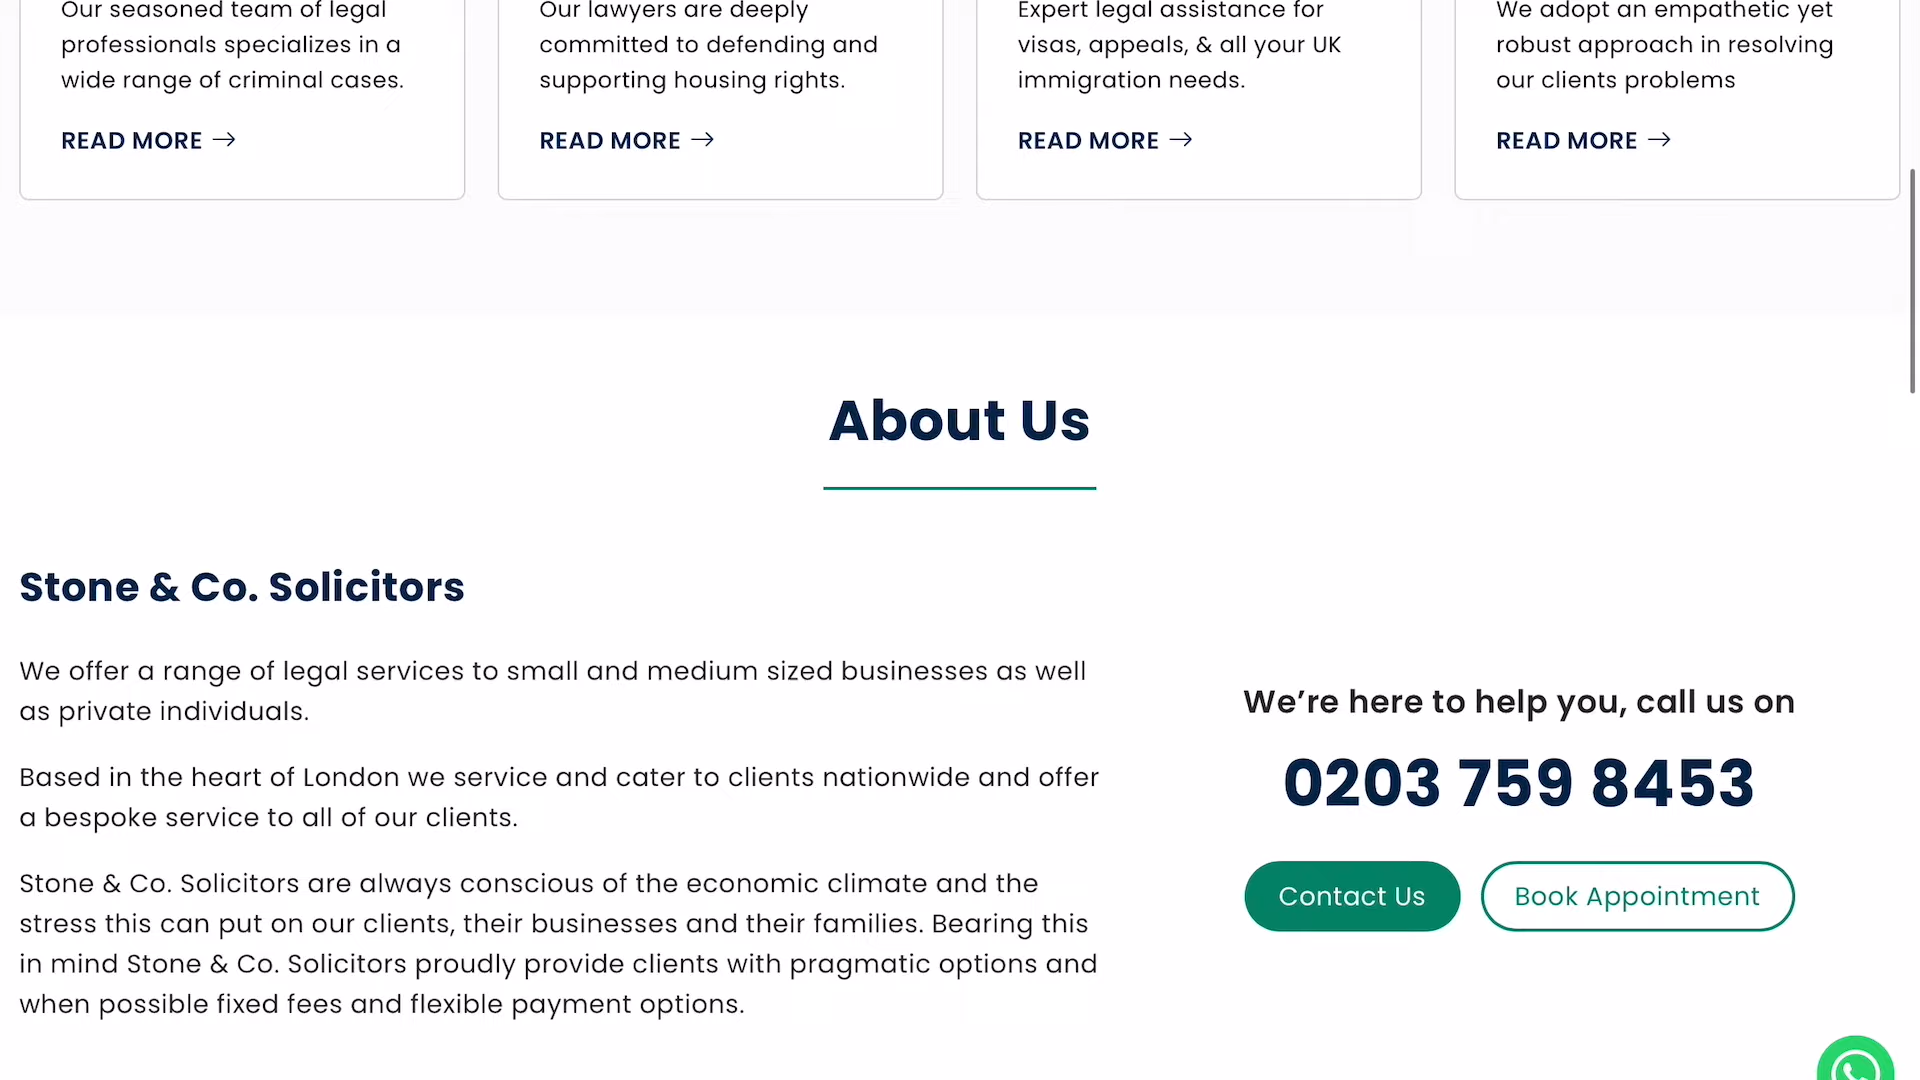 Our seasoned team of legal
professionals specializes in a
wide range of criminal cases.
READ MORE →
Our lawyers are deeply
committed to defending and
supporting housing rights.
READ MORE →
Expert legal assistance for
visas, appeals, & all your UK
immigration needs.
READ MORE →
We adopt an empathetic yet
robust approach in resolving
our clients problems
READ MORE →
About Us
Stone & Co. Solicitors
We offer a range of legal services to small and medium sized businesses as well
as private individuals.
Based in the heart of London we service and cater to clients nationwide and offer
a bespoke service to all of our clients.
Stone & Co. Solicitors are always conscious of the economic climate and the
stress this can put on our clients, their businesses and their families. Bearing this
in mind Stone & Co. Solicitors proudly provide clients with pragmatic options and
when possible fixed fees and flexible payment options.
We’re here to help you, call us on
0203 759 8453
Contact Us
Book Appointment